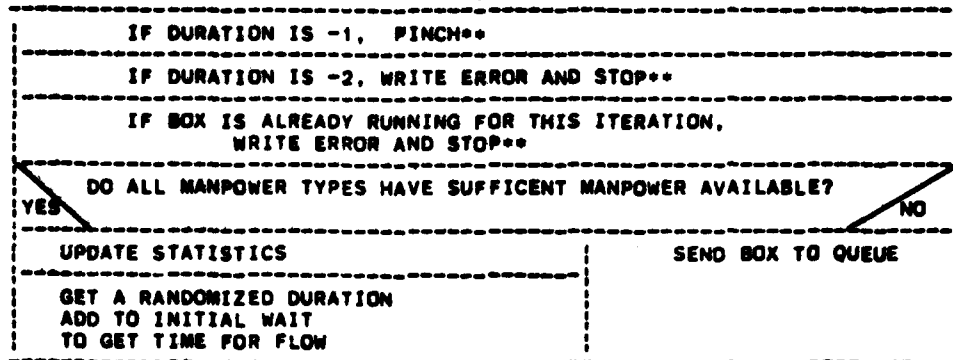 IF DURATION IS -1, PINCH**
IF DURATION IS -2, WRITE ERROR AND STOP**
IF BOX IS ALREADY RUNNING FOR THIS ITERATION,
WRITE ERROR AND STOP**
DO ALL MANPOWER TYPES HAVE SUFFICENT MANPOWER AVAILABLE?
YES NO
UPDATE STATISTICS SEND BOX TO QUEUE
GET A RANDOMIZED DURATION
ADD TO INITIAL WAIT
TO GET TIME FOR FLOW